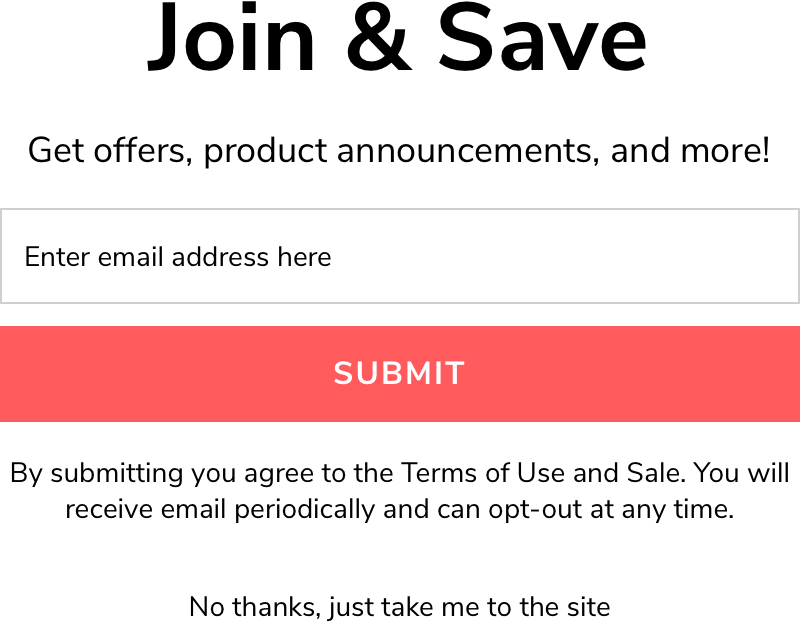 Join & Save
Get offers, product announcements, and more!
Enter email address here
SUBMIT
By submitting you agree to the Terms of Use and Sale. You will
receive email periodically and can opt-out at any time.
No thanks, just take me to the site